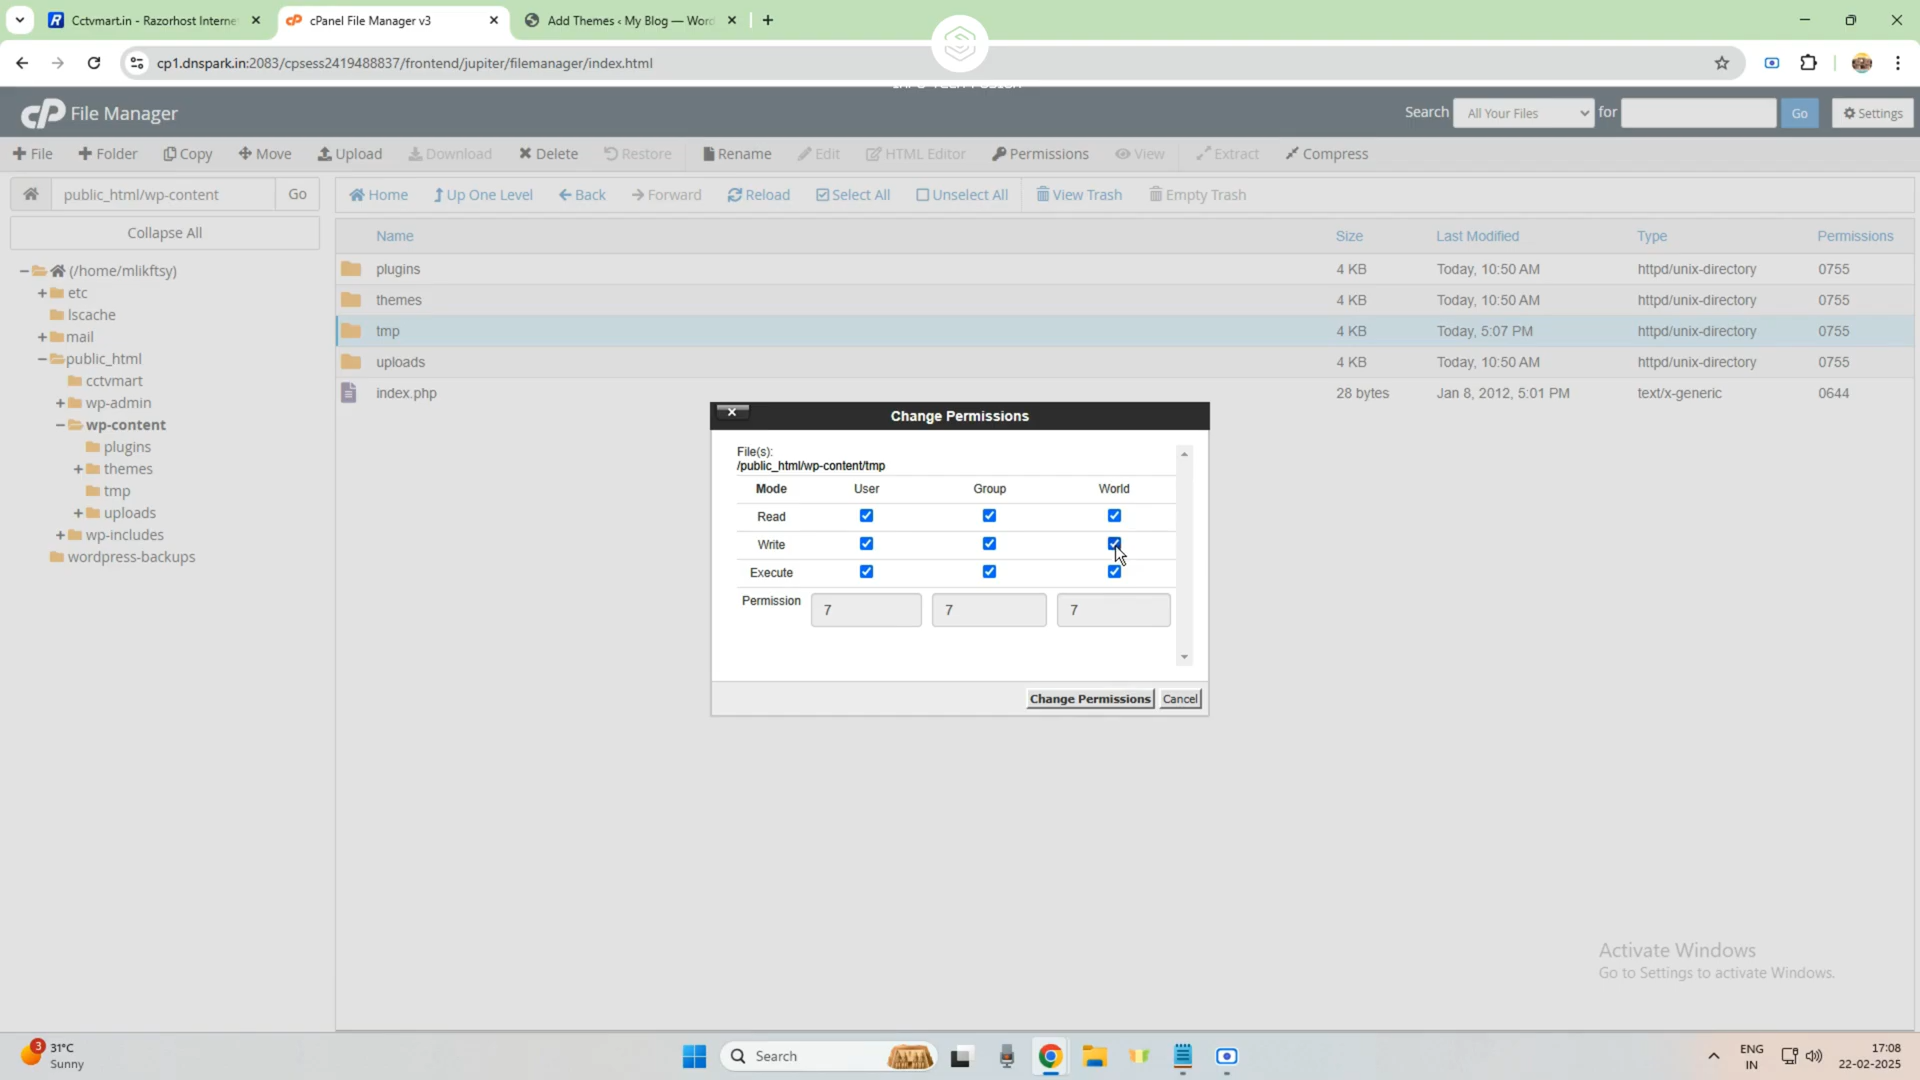 Cctvmart.in - Razorhost Interne
cPanel File Manager v3
Add Themes ‹ My Blog — Word
cp1.dnspark.in:2083/cpsess2419488837/frontend/jupiter/filemanager/index.html
cP File Manager
Search All Your Files for Go Settings
File Folder Copy Move Upload Download Delete Restore Rename Edit HTML Editor Permissions View Extract Compress
public_html/wp-content Go
Home Up One Level Back Forward Reload Select All Unselect All View Trash Empty Trash
Collapse All
(/home/mlikftsy)
etc
lscache
mail
public_html
cctvmart
wp-admin
wp-content
plugins
themes
tmp
uploads
wp-includes
wordpress-backups
Name Size Last Modified Type Permissions
plugins 4 KB Today, 10:50 AM httpd/unix-directory 0755
themes 4 KB Today, 10:50 AM httpd/unix-directory 0755
tmp 4 KB Today, 5:07 PM httpd/unix-directory 0755
uploads 4 KB Today, 10:50 AM httpd/unix-directory 0755
index.php 28 bytes Jan 8, 2012, 5:01 PM text/x-generic 0644
Change Permissions
File(s):
/public_html/wp-content/tmp
Mode User Group World
Read
Write
Execute
Permission 7 7 7
Change Permissions Cancel
Activate Windows
Go to Settings to activate Windows.
3
31°C
Sunny
Search
ENG
IN
17:08
22-02-2025